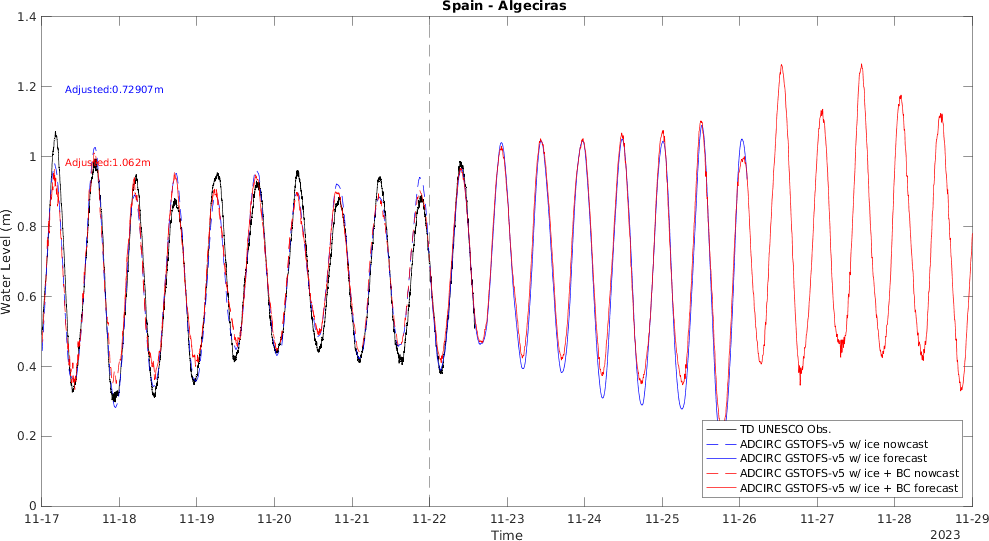 Spain - Algeciras
1.4
1.2
1
0.8
0.6
0.4
0.2
0
Water Level (m)
Adjusted:0.72907m
Adjusted:1.062m
TD UNESCO Obs.
ADCIRC GSTOFS-v5 w/ ice nowcast
ADCIRC GSTOFS-v5 w/ ice forecast
ADCIRC GSTOFS-v5 w/ ice + BC nowcast
ADCIRC GSTOFS-v5 w/ ice + BC forecast
11-17 11-18 11-19 11-20 11-21 11-22 11-23 11-24 11-25 11-26 11-27 11-28 11-29
Time
2023